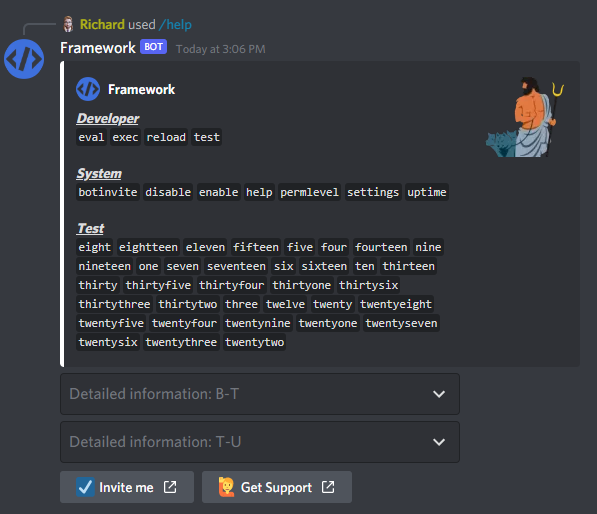 Richard used /help
Framework BOT Today at 3:06 PM
</> Framework
Developer
eval exec reload test
System
botinvite disable enable help permlevel settings uptime
Test
eight eightteen eleven fifteen five four fourteen nine
nineteen one seven seventeen six sixteen ten thirteen
thirty thirtyfive thirtyfour thirtyone thirtysix
thirtythree thirtytwo three twelve twenty twentyeight
twentyfive twentyfour twentynine twentyone twentyseven
twentysix twentythree twentytwo
Detailed information: B-T
Detailed information: T-U
Invite me
Get Support